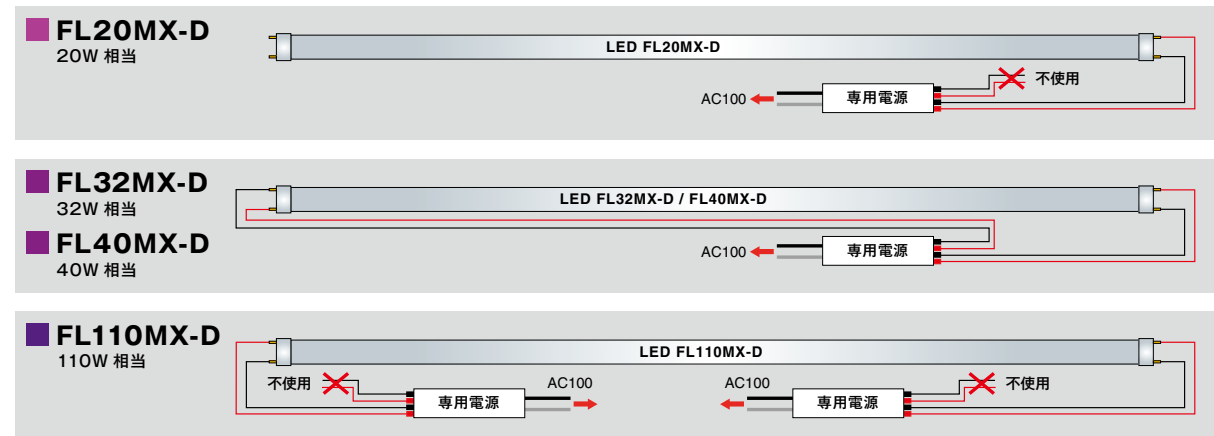 FL20MX-D
20W 相当
LED FL20MX-D
不使用
AC100
専用電源
FL32MX-D
32W 相当
FL40MX-D
40W 相当
LED FL32MX-D / FL40MX-D
AC100
専用電源
FL110MX-D
110W 相当
LED FL110MX-D
不使用
AC100
専用電源
AC100
専用電源
不使用